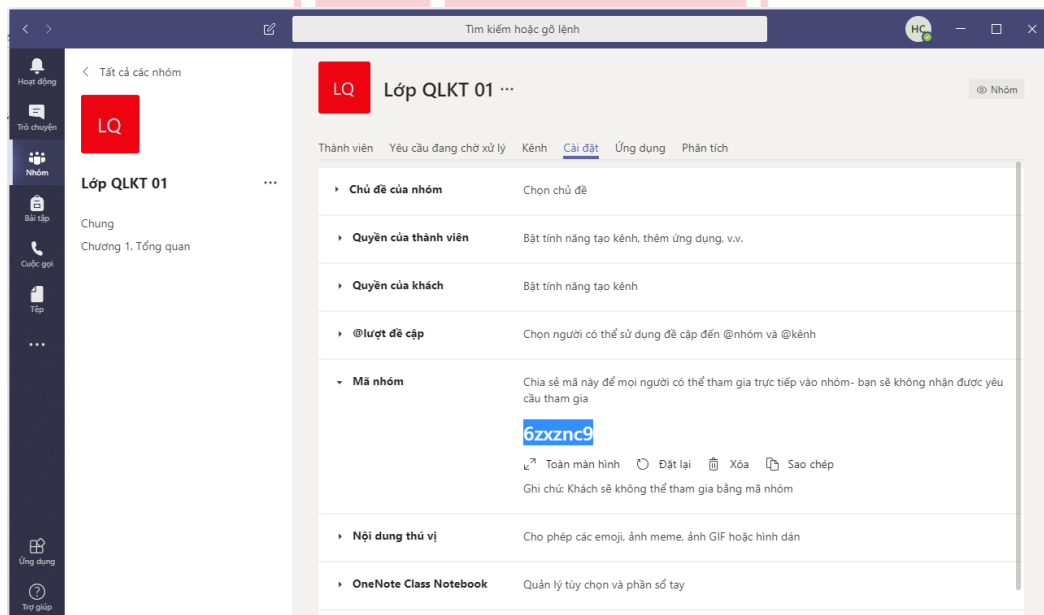 Tìm kiếm hoặc gõ lệnh
HC
Hoạt động
Trò chuyện
Nhóm
Bài tập
Cuộc gọi
Tệp
Ứng dụng
Trợ giúp
Tất cả các nhóm
LQ
Lớp QLKT 01 ...
Chung
Chương 1. Tổng quan
LQ
Lớp QLKT 01 ...
Nhóm
Thành viên Yêu cầu đang chờ xử lý Kênh Cài đặt Ứng dụng Phân tích
Chủ đề của nhóm Chọn chủ đề
Quyền của thành viên Bật tính năng tạo kênh, thêm ứng dụng, v.v.
Quyền của khách Bật tính năng tạo kênh
@lượt đề cập Chọn người có thể sử dụng đề cập đến @nhóm và @kênh
Mã nhóm Chia sẻ mã này để mọi người có thể tham gia trực tiếp vào nhóm- bạn sẽ không nhận được yêu
cầu tham gia
6zxznc9
Toàn màn hình Đặt lại Xóa Sao chép
Ghi chú: Khách sẽ không thể tham gia bằng mã nhóm
Nội dung thú vị Cho phép các emoji, ảnh meme, ảnh GIF hoặc hình dán
OneNote Class Notebook Quản lý tùy chọn và phần sổ tay